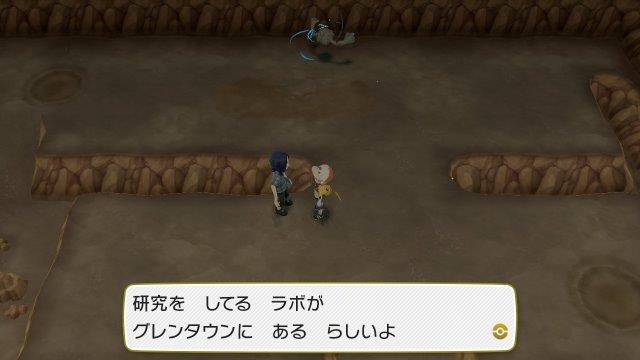 研究を　してる　ラボが
グレンタウンに　ある　らしいよ